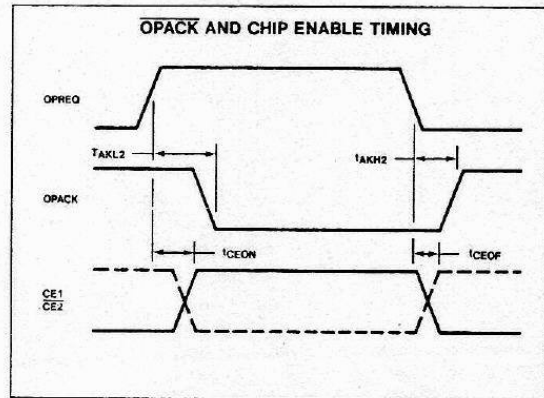 OPACK AND CHIP ENABLE TIMING
OPREQ
TAKL2
tAKH2
OPACK
tCEON
tCEOF
CE1
CE2